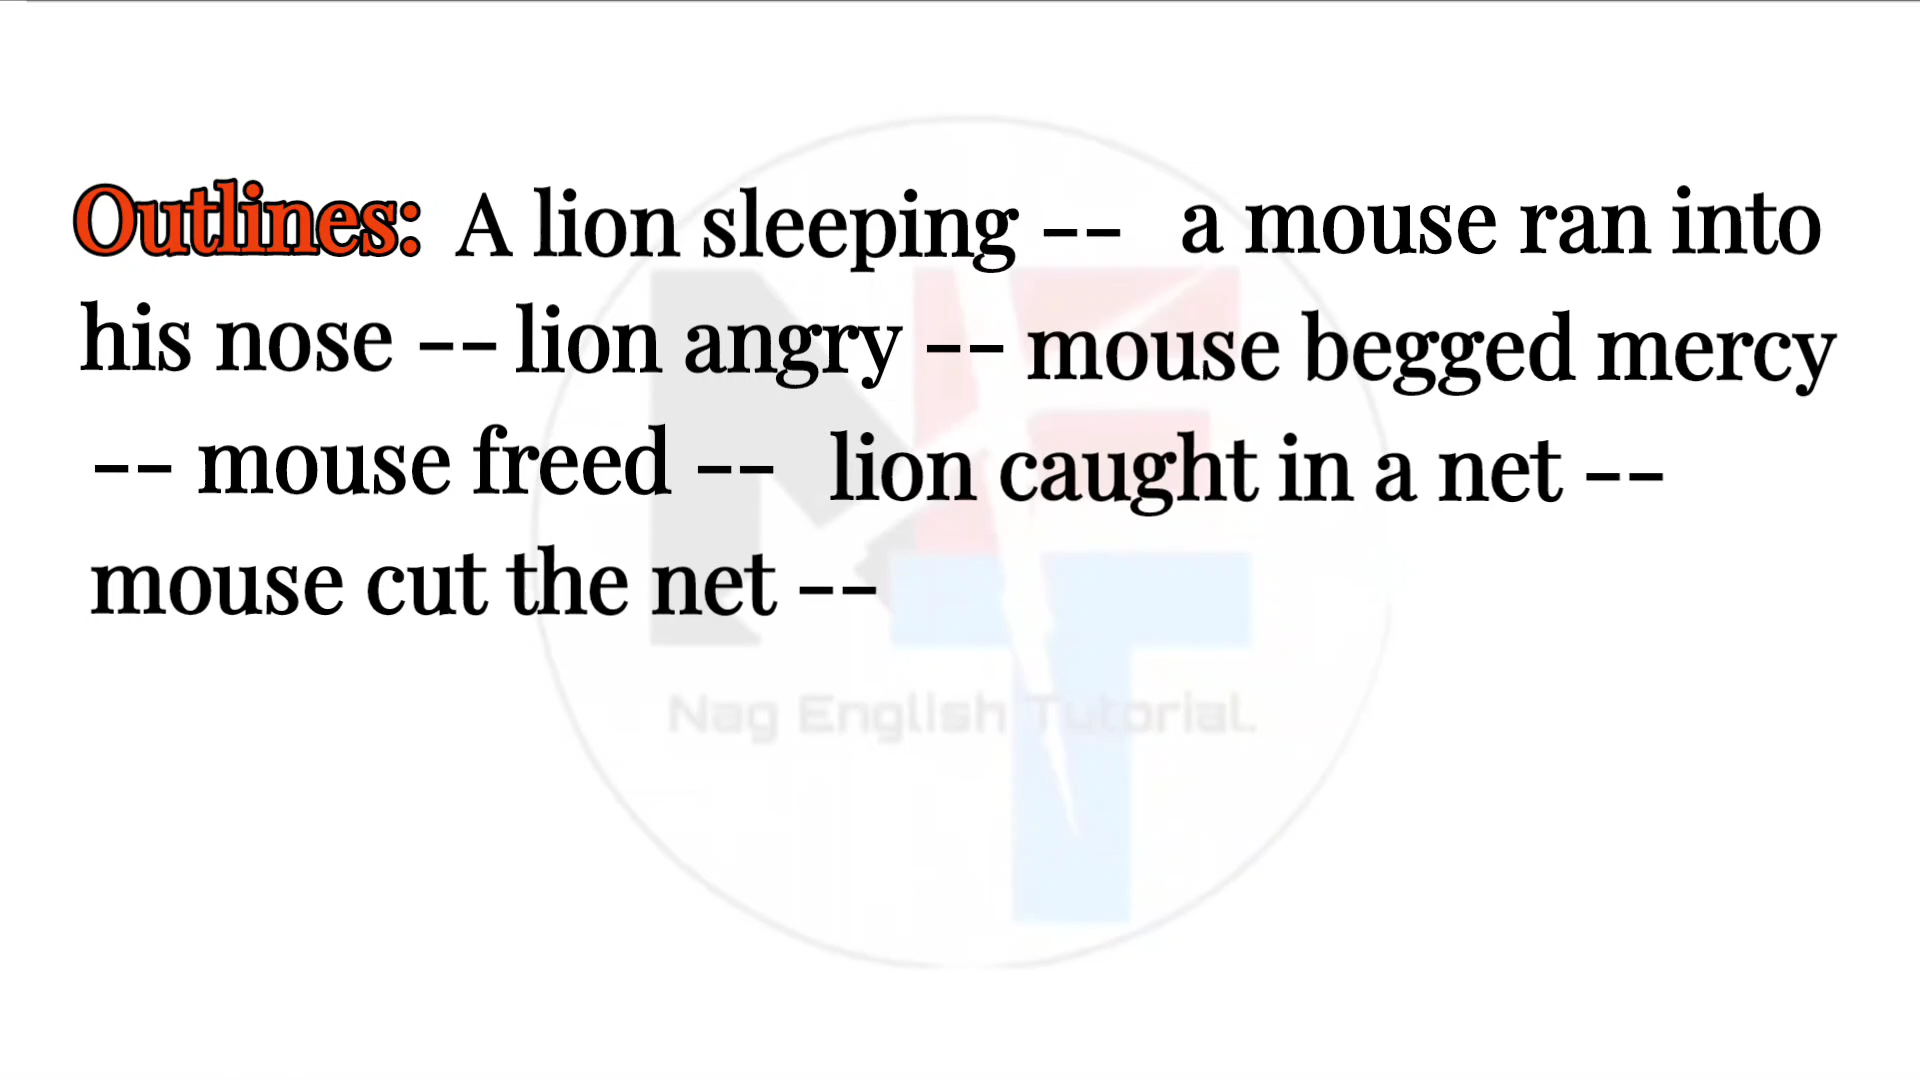 Outlines: A lion sleeping -- a mouse ran into
his nose -- lion angry -- mouse begged mercy
-- mouse freed -- lion caught in a net --
mouse cut the net --
Nag English Tutorial.